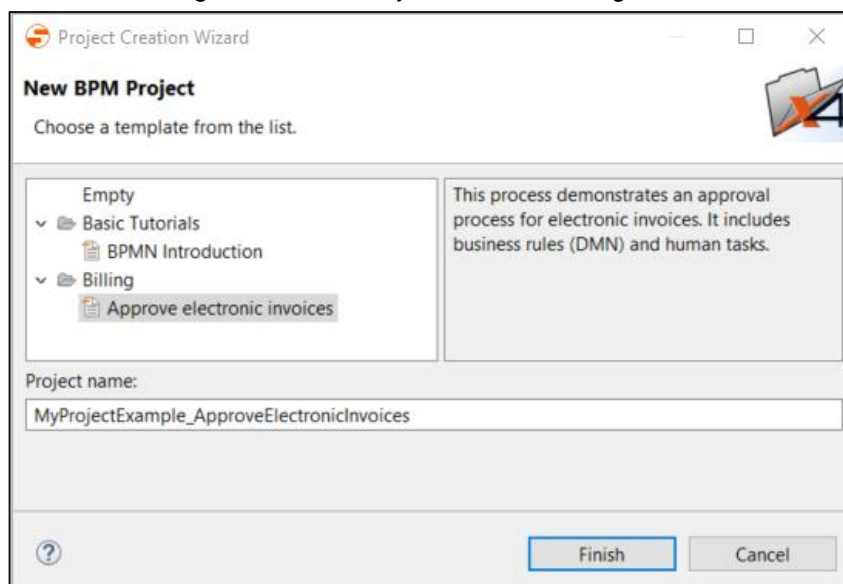 Project Creation Wizard
New BPM Project
Choose a template from the list.
X4
Empty
Basic Tutorials
BPMN Introduction
Billing
Approve electronic invoices
This process demonstrates an approval
process for electronic invoices. It includes
business rules (DMN) and human tasks.
Project name:
MyProjectExample_ApproveElectronicInvoices
?
Finish
Cancel